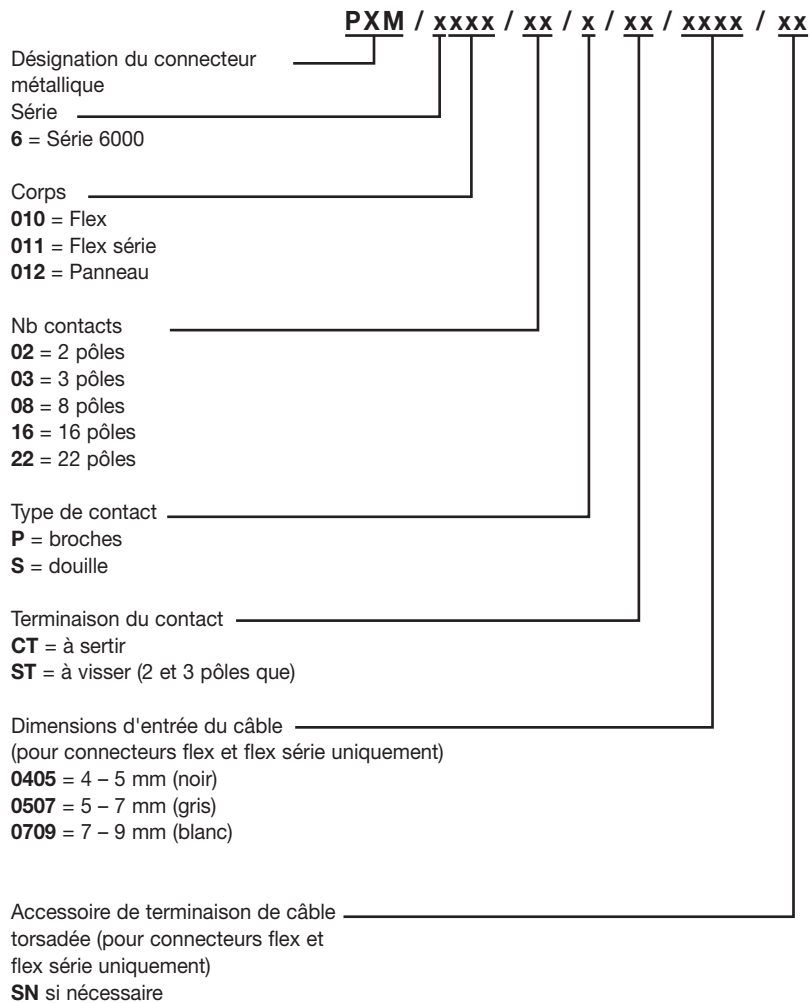 PXM / xxxx / xx / x / xx / xxxx / xx
Désignation du connecteur
métallique
Série
6 = Série 6000
Corps
010 = Flex
011 = Flex série
012 = Panneau
Nb contacts
02 = 2 pôles
03 = 3 pôles
08 = 8 pôles
16 = 16 pôles
22 = 22 pôles
Type de contact
P = broches
S = douille
Terminaison du contact
CT = à sertir
ST = à visser (2 et 3 pôles que)
Dimensions d'entrée du câble
(pour connecteurs flex et flex série uniquement)
0405 = 4 – 5 mm (noir)
0507 = 5 – 7 mm (gris)
0709 = 7 – 9 mm (blanc)
Accessoire de terminaison de câble
torsadée (pour connecteurs flex et
flex série uniquement)
SN si nécessaire